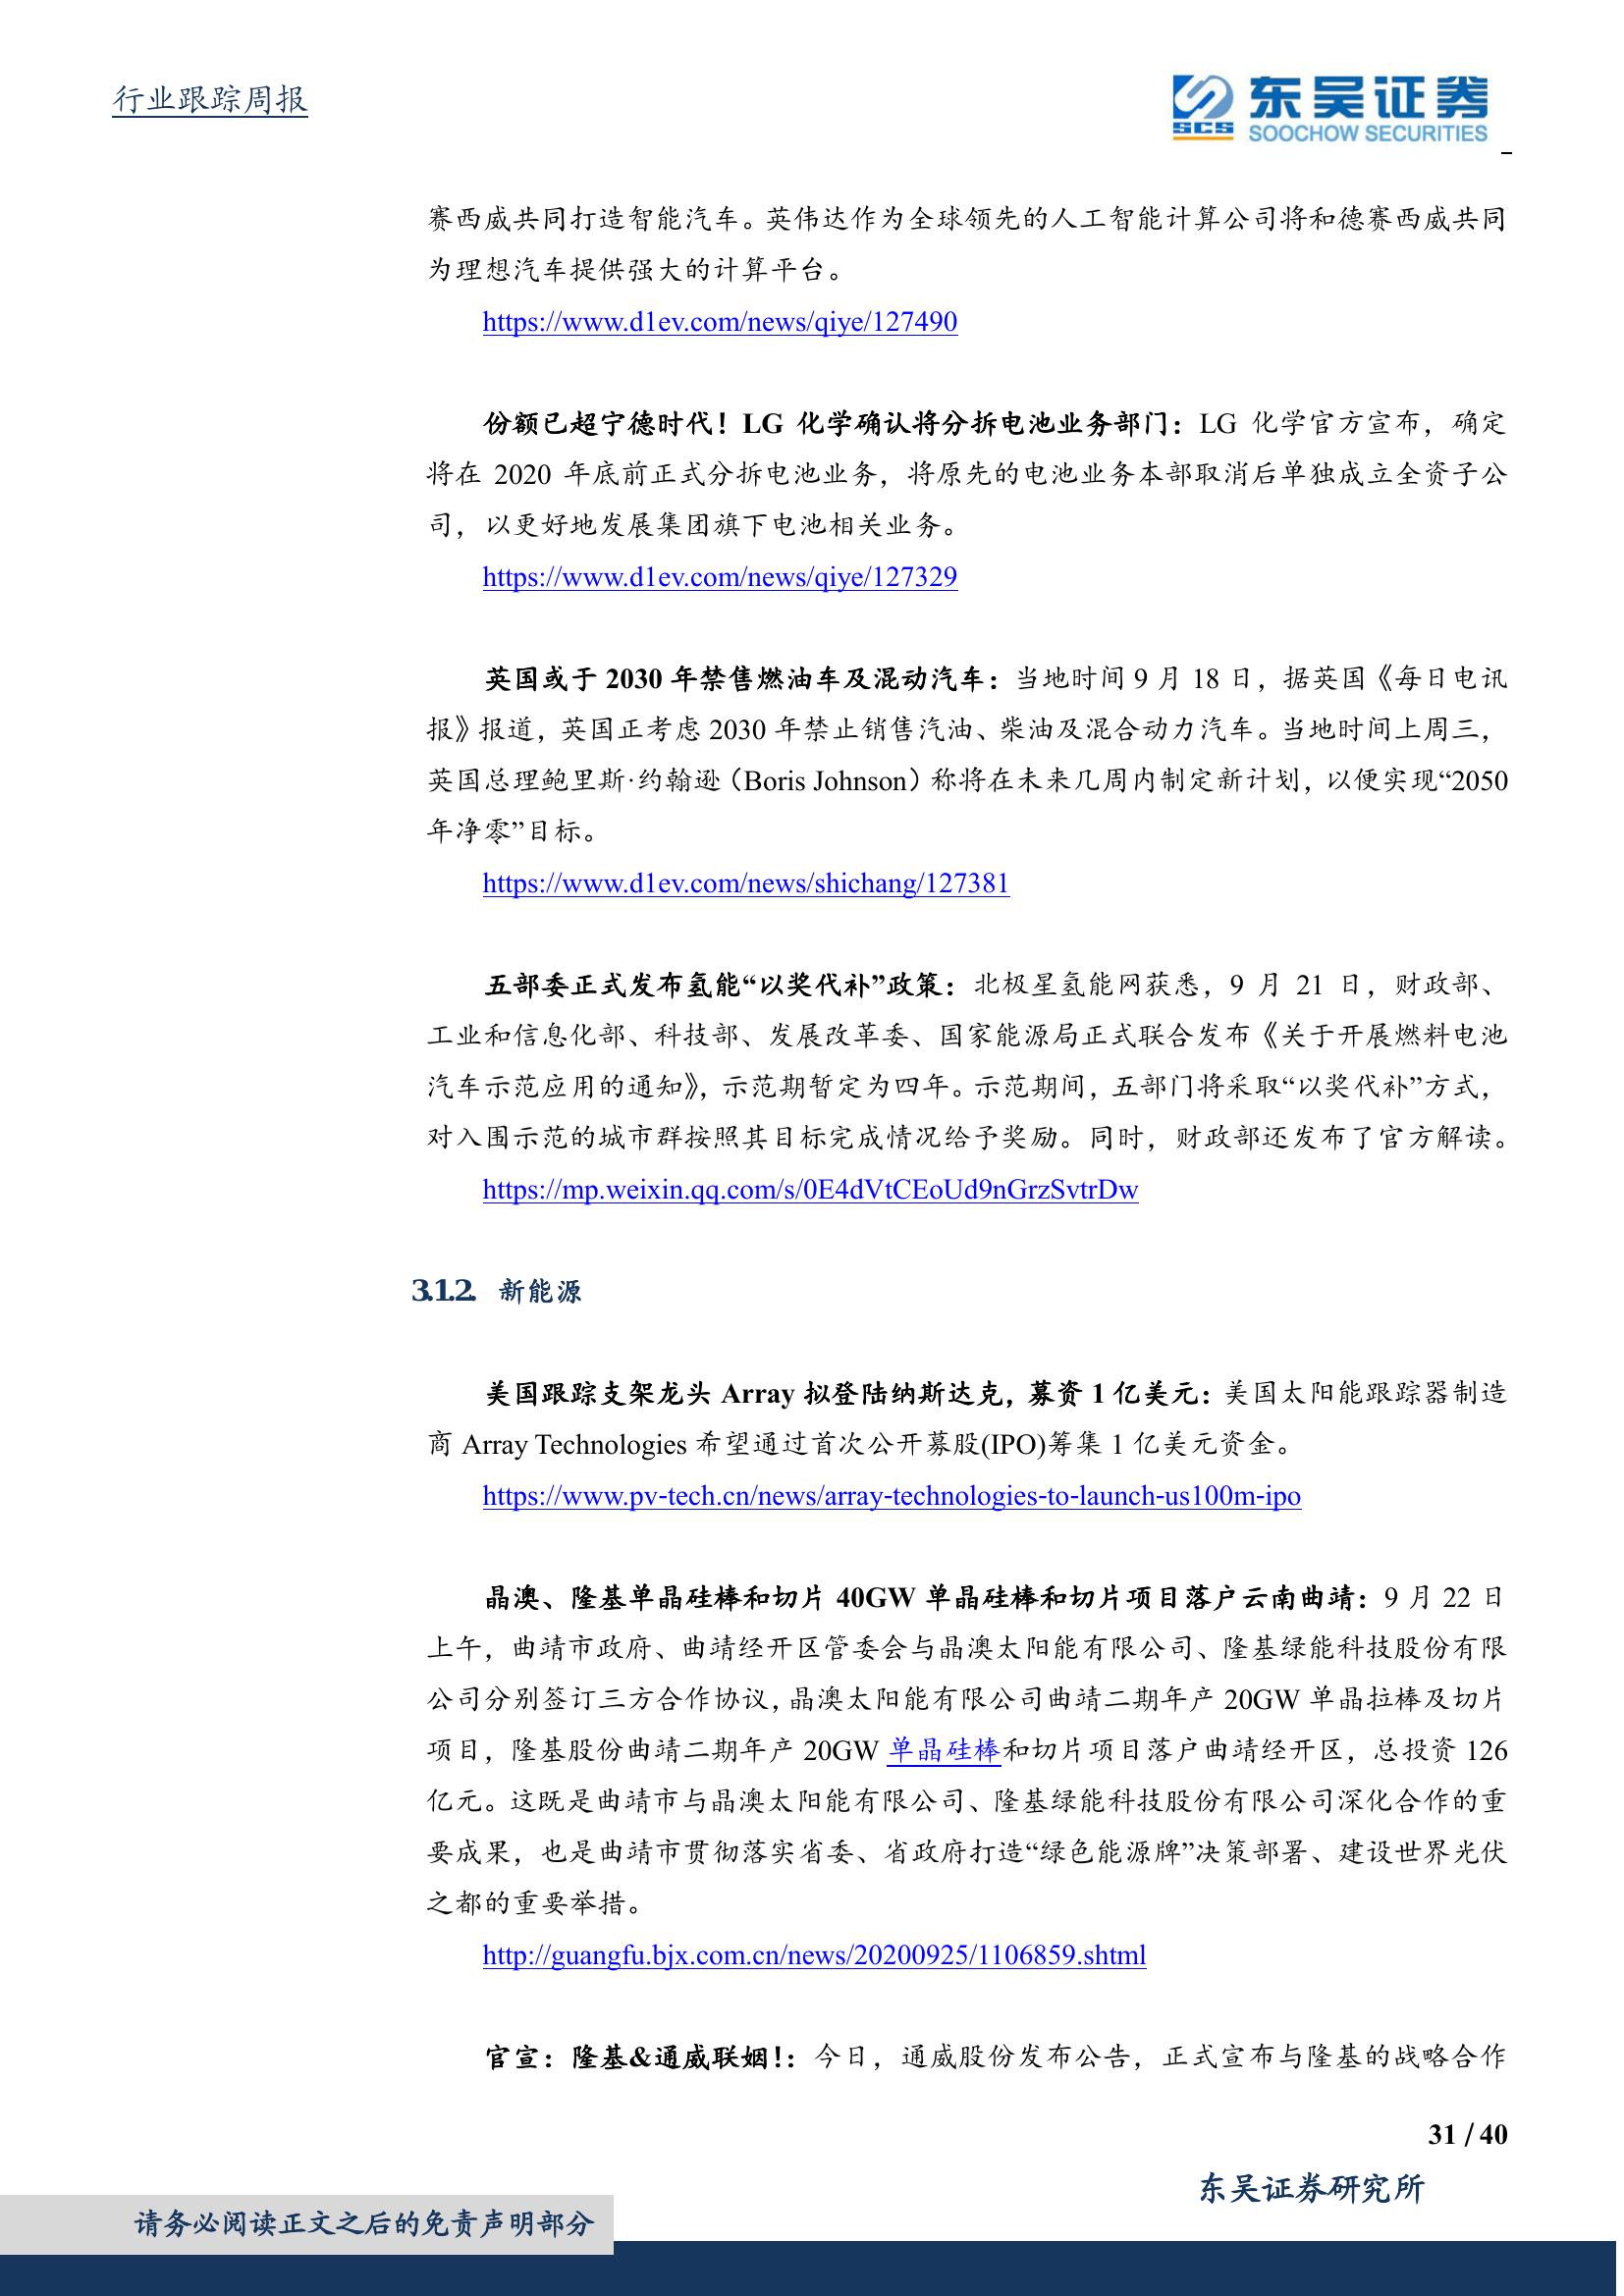 行业跟踪周报
东吴证券
SCS
SOOCHOW SECURITIES
赛西威共同打造智能汽车。英伟达作为全球领先的人工智能计算公司将和德赛西威共同
为理想汽车提供强大的计算平台。
https://www.d1ev.com/news/qiye/127490
份额已超宁德时代！LG 化学确认将分拆电池业务部门：LG 化学官方宣布，确定
将在 2020 年底前正式分拆电池业务，将原先的电池业务本部取消后单独成立全资子公
司，以更好地发展集团旗下电池相关业务。
https://www.d1ev.com/news/qiye/127329
英国或于 2030 年禁售燃油车及混动汽车：当地时间 9 月 18 日，据英国《每日电讯
报》报道，英国正考虑 2030 年禁止销售汽油、柴油及混合动力汽车。当地时间上周三，
英国总理鲍里斯·约翰逊（Boris Johnson）称将在未来几周内制定新计划，以便实现“2050
年净零”目标。
https://www.d1ev.com/news/shichang/127381
五部委正式发布氢能“以奖代补”政策：北极星氢能网获悉，9 月 21 日，财政部、
工业和信息化部、科技部、发展改革委、国家能源局正式联合发布《关于开展燃料电池
汽车示范应用的通知》，示范期暂定为四年。示范期间，五部门将采取“以奖代补”方式，
对入围示范的城市群按照其目标完成情况给予奖励。同时，财政部还发布了官方解读。
https://mp.weixin.qq.com/s/0E4dVtCEoUd9nGrzSvtrDw
3.1.2. 新能源
美国跟踪支架龙头 Array 拟登陆纳斯达克，募资 1 亿美元：美国太阳能跟踪器制造
商 Array Technologies 希望通过首次公开募股(IPO)筹集 1 亿美元资金。
https://www.pv-tech.cn/news/array-technologies-to-launch-us100m-ipo
晶澳、隆基单晶硅棒和切片 40GW 单晶硅棒和切片项目落户云南曲靖：9 月 22 日
上午，曲靖市政府、曲靖经开区管委会与晶澳太阳能有限公司、隆基绿能科技股份有限
公司分别签订三方合作协议，晶澳太阳能有限公司曲靖二期年产 20GW 单晶拉棒及切片
项目，隆基股份曲靖二期年产 20GW 单晶硅棒和切片项目落户曲靖经开区，总投资 126
亿元。这既是曲靖市与晶澳太阳能有限公司、隆基绿能科技股份有限公司深化合作的重
要成果，也是曲靖市贯彻落实省委、省政府打造“绿色能源牌”决策部署、建设世界光伏
之都的重要举措。
http://guangfu.bjx.com.cn/news/20200925/1106859.shtml
官宣：隆基&通威联姻！：今日，通威股份发布公告，正式宣布与隆基的战略合作
31 / 40
东吴证券研究所
请务必阅读正文之后的免责声明部分